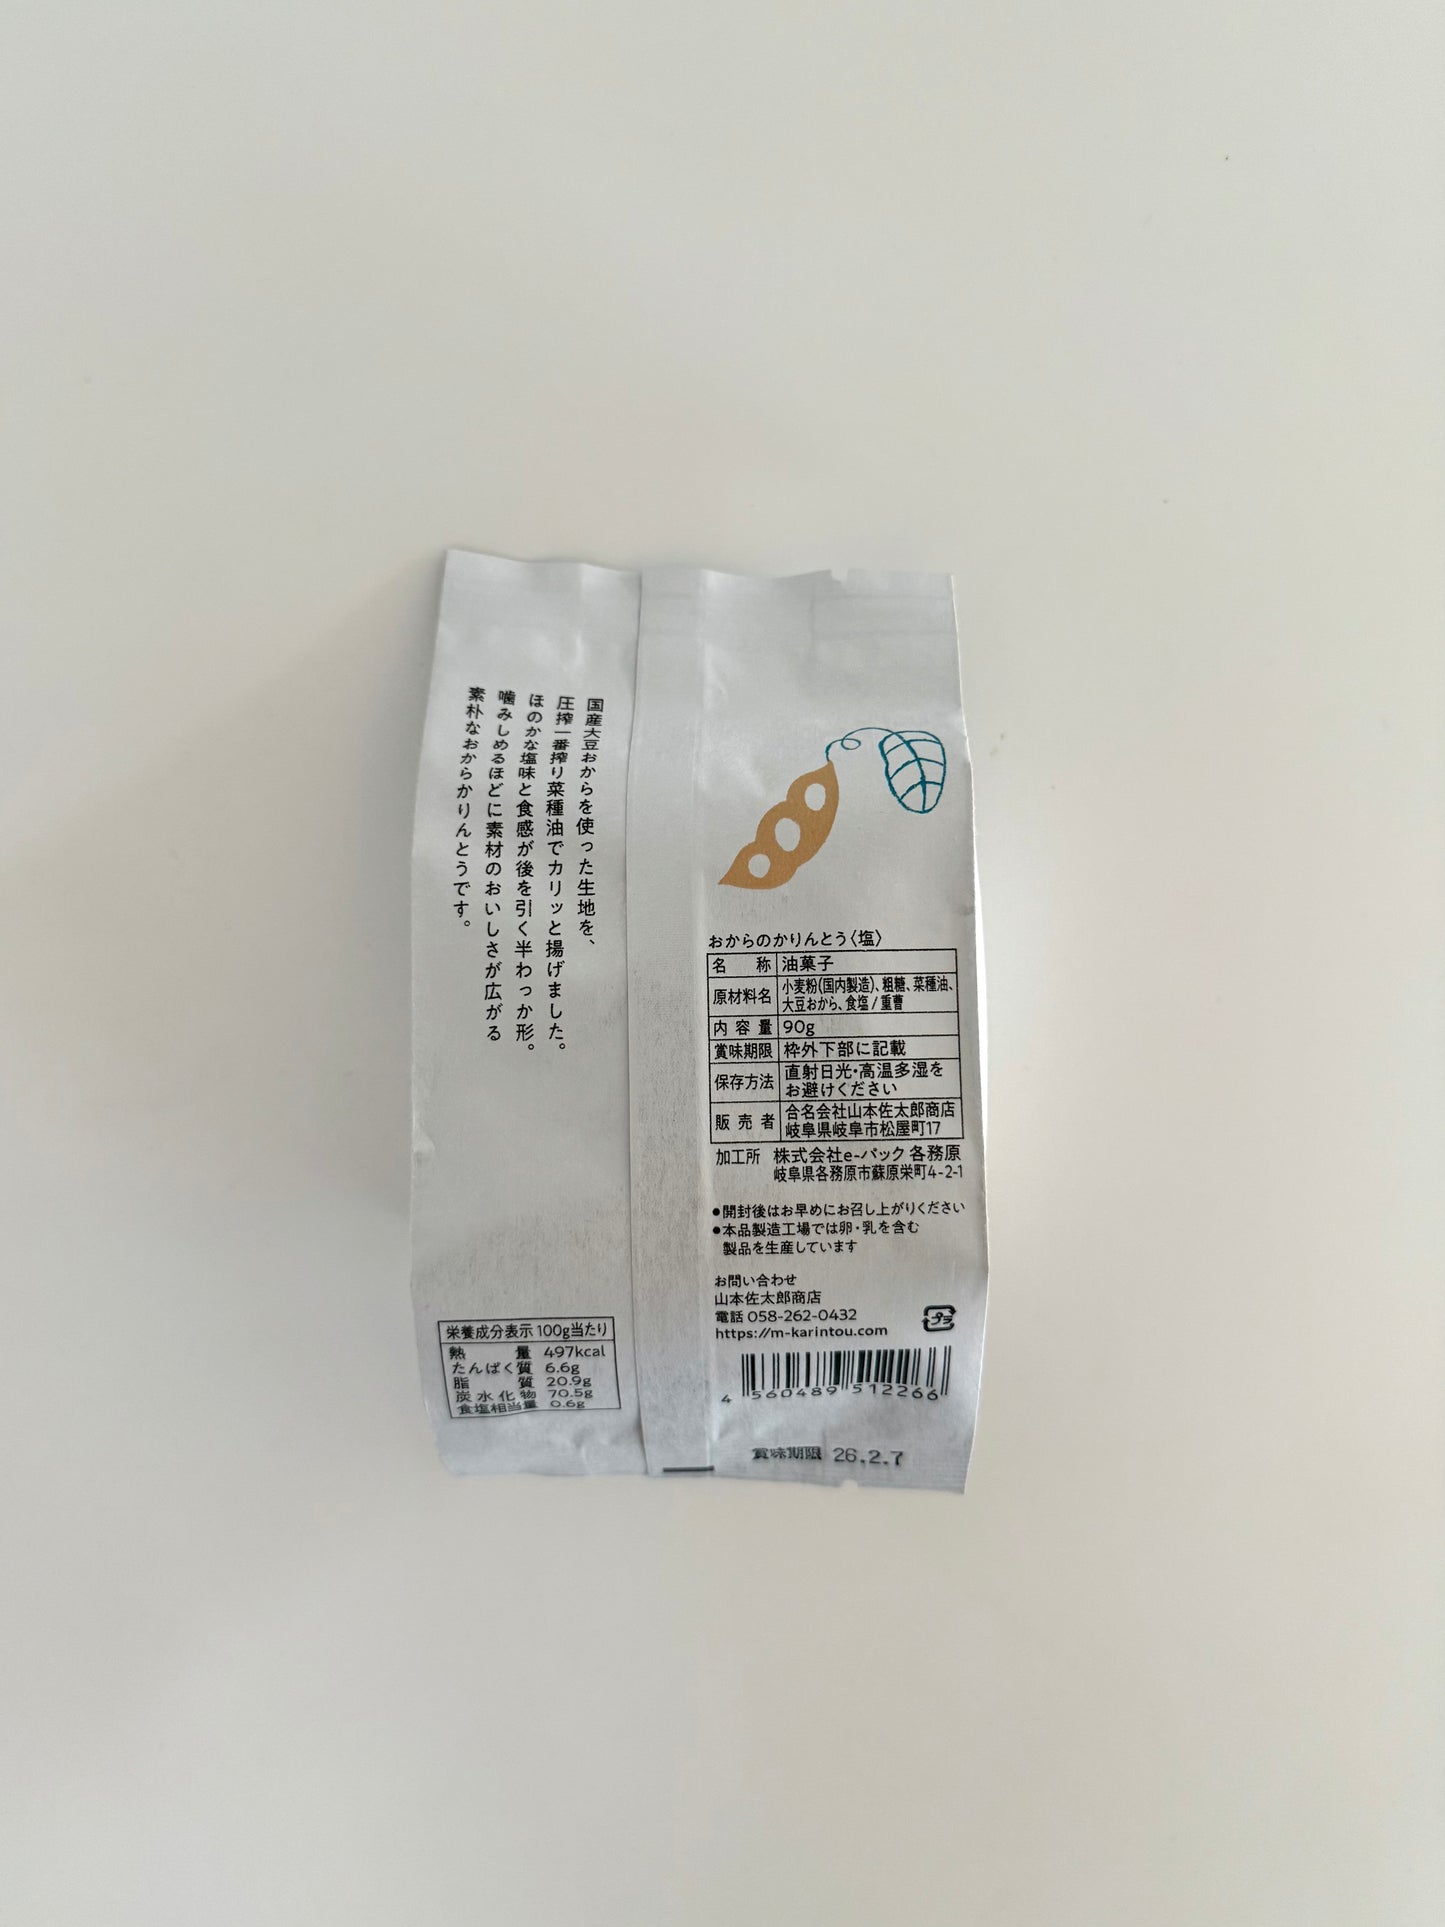 国産大豆おからを使った生地を、
圧搾一番搾り菜種油でカリッと揚げました。
ほのかな塩味と食感が後を引く半わっか形。
噛みしめるほどに素材のおいしさが広がる
素朴なおからかりんとうです。
栄養成分表示 100g当たり
熱量 497kcal
たんぱく質 6.6g
脂質 20.9g
炭水化物 70.5g
食塩相当量 0.6g
おからのかりんとう〈塩〉
名称 油菓子
原材料名 小麦粉(国内製造)、粗糖、菜種油、
大豆おから、食塩 / 重曹
内容量 90g
賞味期限 枠外下部に記載
保存方法 直射日光・高温多湿を
お避けください
販売者 合名会社山本佐太郎商店
岐阜県岐阜市松屋町17
加工所 株式会社e-パック 各務原
岐阜県各務原市蘇原栄町4-2-1
●開封後はお早めにお召し上がりください
●本品製造工場では卵・乳を含む
製品を生産しています
お問い合わせ
山本佐太郎商店
電話 058-262-0432
https://m-karintou.com
プラ
4 560489 512266
賞味期限 26.2.7